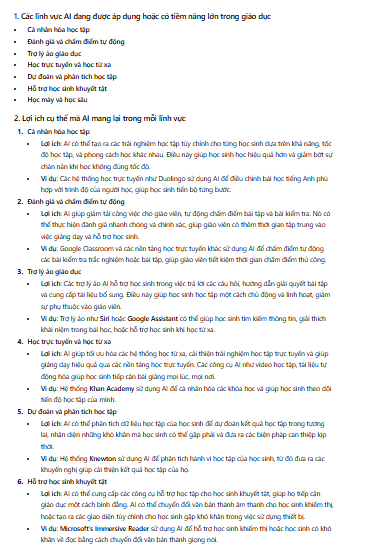 1. Các lĩnh vực AI đang được áp dụng hoặc có tiềm năng lớn trong giáo dục
• Cá nhân hóa học tập
• Đánh giá và chấm điểm tự động
• Trợ lý ảo giáo dục
• Học trực tuyến và học từ xa
• Dự đoán và phân tích học tập
• Hỗ trợ học sinh khuyết tật
• Học máy và học sâu
2. Lợi ích cụ thể mà AI mang lại trong mỗi lĩnh vực
1. Cá nhân hóa học tập
• Lợi ích: AI có thể tạo ra các trải nghiệm học tập tùy chỉnh cho từng học sinh dựa trên khả năng, tốc
độ học tập, và phong cách học khác nhau. Điều này giúp học sinh học hiệu quả hơn và giảm bớt sự
chán nản khi học không đúng tốc độ.
• Ví dụ: Các hệ thống học trực tuyến như Duolingo sử dụng AI để điều chỉnh bài học tiếng Anh phù
hợp với trình độ của người học, giúp học sinh tiến bộ từng bước.
2. Đánh giá và chấm điểm tự động
• Lợi ích: AI giúp giảm tải công việc cho giáo viên, tự động chấm điểm bài tập và bài kiểm tra. Nó có
thể thực hiện đánh giá nhanh chóng và chính xác, giúp giáo viên có thêm thời gian tập trung vào
việc giảng dạy và hỗ trợ học sinh.
• Ví dụ: Google Classroom và các nền tảng học trực tuyến khác sử dụng AI để chấm điểm tự động
các bài kiểm tra trắc nghiệm hoặc bài tập, giúp giáo viên tiết kiệm thời gian chấm điểm thủ công.
3. Trợ lý ảo giáo dục
• Lợi ích: Các trợ lý ảo AI hỗ trợ học sinh trong việc trả lời các câu hỏi, hướng dẫn giải quyết bài tập
và cung cấp tài liệu bổ sung. Điều này giúp học sinh học tập một cách chủ động và linh hoạt, giảm
sự phụ thuộc vào giáo viên.
• Ví dụ: Trợ lý ảo như Siri hoặc Google Assistant có thể giúp học sinh tìm kiếm thông tin, giải thích
khái niệm trong bài học, hoặc hỗ trợ học sinh khi học từ xa.
4. Học trực tuyến và học từ xa
• Lợi ích: AI giúp tối ưu hóa các hệ thống học từ xa, cải thiện trải nghiệm học tập trực tuyến và giúp
giảng dạy hiệu quả qua các nền tảng học trực tuyến. Các công cụ AI như video học tập, tài liệu tự
động hóa giúp học sinh tiếp cận bài giảng mọi lúc, mọi nơi.
• Ví dụ: Hệ thống Khan Academy sử dụng AI để cá nhân hóa các khóa học và giúp học sinh theo dõi
tiến độ học tập của mình.
5. Dự đoán và phân tích học tập
• Lợi ích: AI có thể phân tích dữ liệu học tập của học sinh để dự đoán kết quả học tập trong tương
lai, nhận diện những khó khăn mà học sinh có thể gặp phải và đưa ra các biện pháp can thiệp kịp
thời.
• Ví dụ: Hệ thống Knewton sử dụng AI để phân tích hành vi học tập của học sinh, từ đó đưa ra các
khuyến nghị giúp cải thiện kết quả học tập của họ.
6. Hỗ trợ học sinh khuyết tật
• Lợi ích: AI có thể cung cấp các công cụ hỗ trợ học tập cho học sinh khuyết tật, giúp họ tiếp cận
giáo dục một cách bình đẳng. AI có thể chuyển đổi văn bản thành âm thanh cho học sinh khiếm thị,
hoặc tạo ra các giao diện tùy chỉnh cho học sinh gặp khó khăn trong việc sử dụng thiết bị.
• Ví dụ: Microsoft's Immersive Reader sử dụng AI để hỗ trợ học sinh khiếm thị hoặc học sinh có khó
khăn về đọc bằng cách chuyển đổi văn bản thành giọng nói.